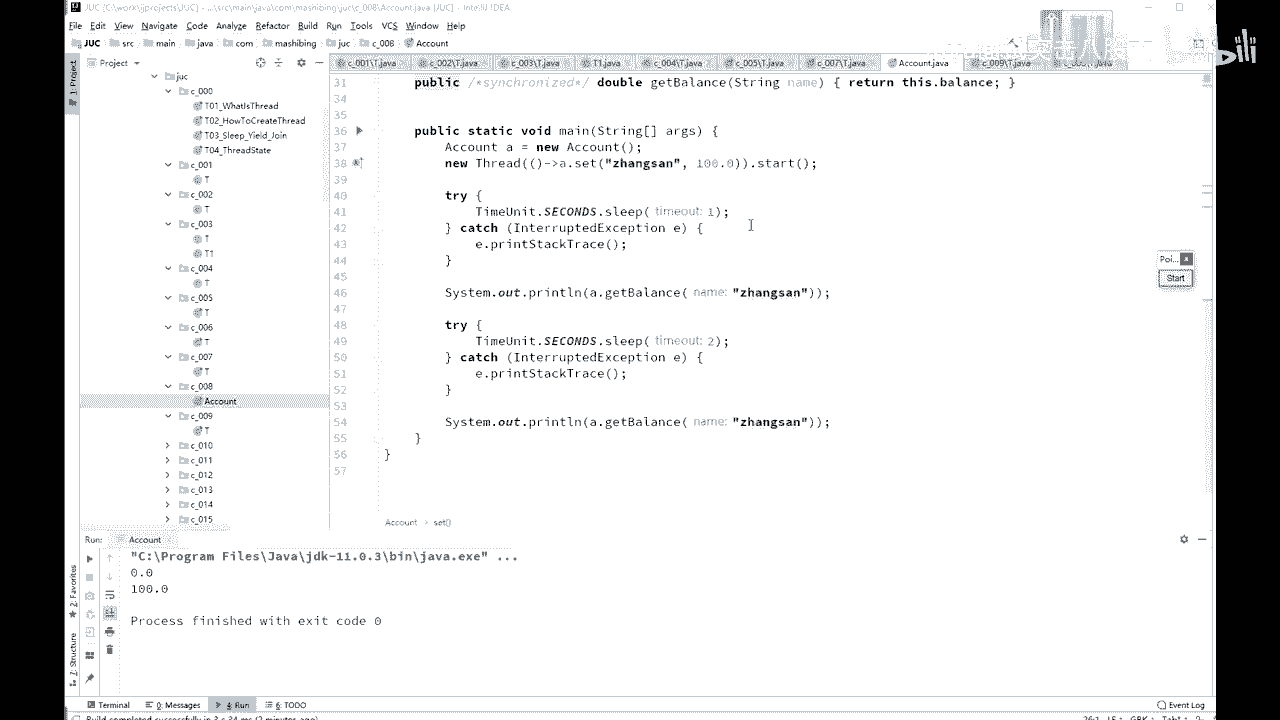 JUC [C:\work\ijprojects\JUC] - ...\src\main\java\com\mashibing\juc\c_008\Account.java [JUC] - IntelliJ IDEA
File Edit View Navigate Code Analyze Refactor Build Run Tools VCS Window Help
JUC src main java com mashibing juc c_008 Account
Project
c_001\T.java c_002\T.java c_003\T.java T1.java c_004\T.java c_005\T.java c_007\T.java Account.java c_009\T.java
1: Project
juc
c_000
T01_WhatIsThread
T02_HowToCreateThread
T03_Sleep_Yield_Join
T04_ThreadState
c_001
T
c_002
T
c_003
T
T1
c_004
T
c_005
T
c_006
T
c_007
T
c_008
Account
c_009
T
c_010
c_011
c_012
c_013
c_014
c_015
31 public /*synchronized*/ double getBalance(String name) { return this.balance; }
34
35
36 public static void main(String[] args) {
37 Account a = new Account();
38 new Thread(()->a.set("zhangsan", 100.0)).start();
39
40 try {
41 TimeUnit.SECONDS.sleep( timeout: 1);
42 } catch (InterruptedException e) {
43 e.printStackTrace();
44 }
45
46 System.out.println(a.getBalance( name: "zhangsan"));
47
48 try {
49 TimeUnit.SECONDS.sleep( timeout: 2);
50 } catch (InterruptedException e) {
51 e.printStackTrace();
52 }
53
54 System.out.println(a.getBalance( name: "zhangsan"));
55 }
56 }
57
Account > set()
Poi...
Start
Run: Account
"C:\Program Files\Java\jdk-11.0.3\bin\java.exe" ...
0.0
100.0
Process finished with exit code 0
2: Favorites
7: Structure
Terminal 0: Messages 4: Run 6: TODO
Event Log
Build completed successfully in 3 s 34 ms (2 minutes ago)
26:1 LF GBK